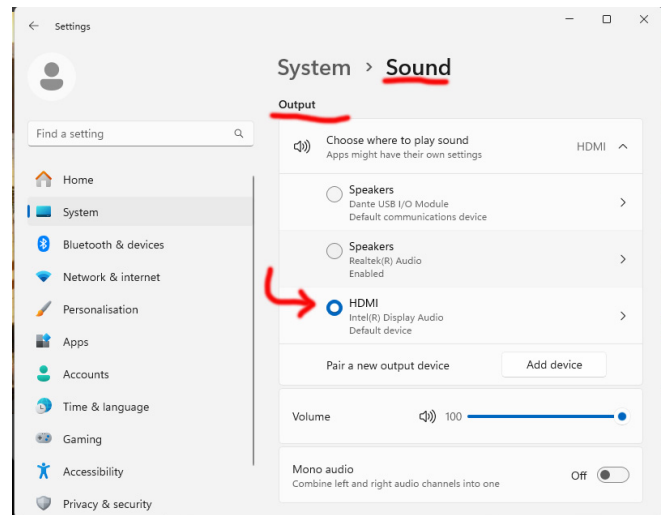 Settings
System > Sound
Output
Find a setting
Home
System
Bluetooth & devices
Network & internet
Personalisation
Apps
Accounts
Time & language
Gaming
Accessibility
Privacy & security
Choose where to play sound
Apps might have their own settings
HDMI
Speakers
Dante USB I/O Module
Default communications device
Speakers
Realtek(R) Audio
Enabled
HDMI
Intel(R) Display Audio
Default device
Pair a new output device
Add device
Volume
100
Mono audio
Combine left and right audio channels into one
Off